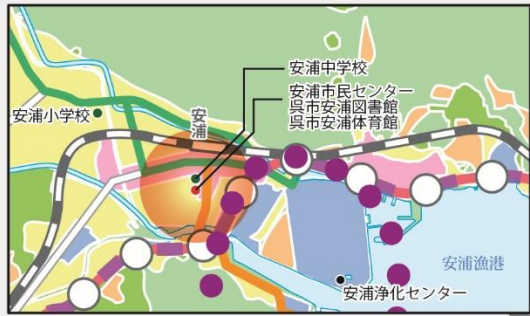 安浦中学校
安浦市民センター
呉市安浦図書館
呉市安浦体育館
安浦小学校
安浦
安浦漁港
安浦浄化センター